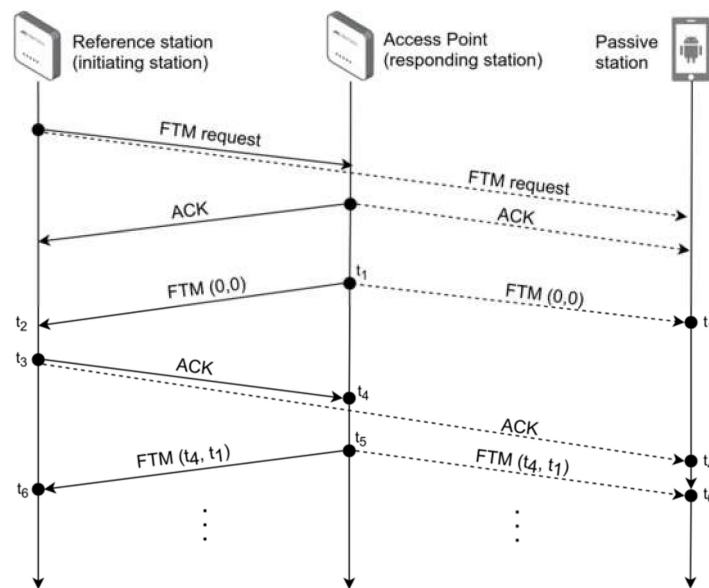 Reference station
(initiating station)
Access Point
(responding station)
Passive
station
FTM request
FTM request
ACK
ACK
t1
FTM (0,0)
FTM (0,0)
t2
t3
ACK
t4
ACK
t5
FTM (t4, t1)
FTM (t4, t1)
t6